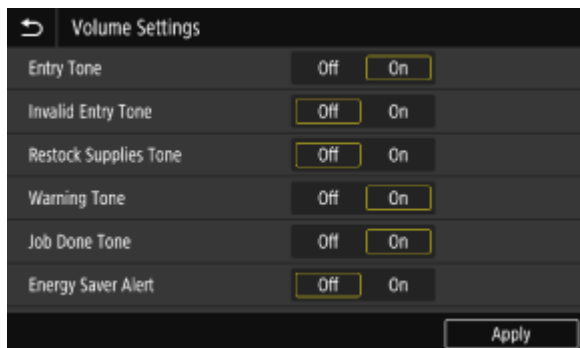 Volume Settings
Entry Tone Off On
Invalid Entry Tone Off On
Restock Supplies Tone Off On
Warning Tone Off On
Job Done Tone Off On
Energy Saver Alert Off On
Apply